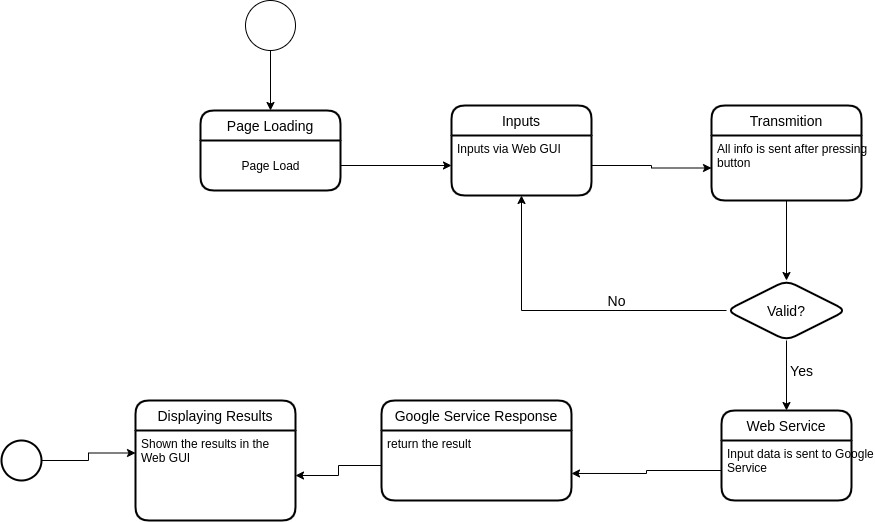 Page Loading
Page Load
Inputs
Inputs via Web GUI
Transmition
All info is sent after pressing
button
Valid?
No
Yes
Web Service
Input data is sent to Google
Service
Google Service Response
return the result
Displaying Results
Shown the results in the
Web GUI